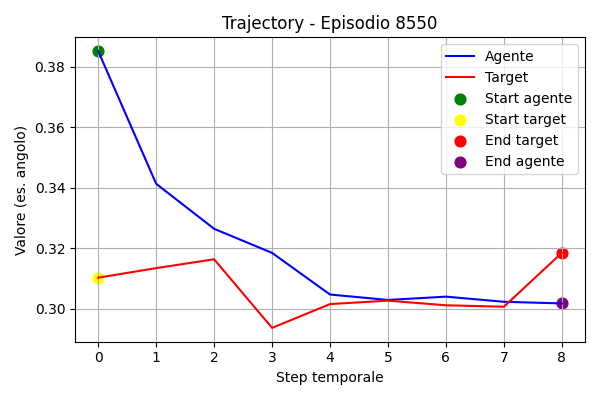 Trajectory - Episodio 8550
Agente
Target
Start agente
Start target
End target
End agente
Valore (es. angolo)
0.38
0.36
0.34
0.32
0.30
0 1 2 3 4 5 6 7 8
Step temporale